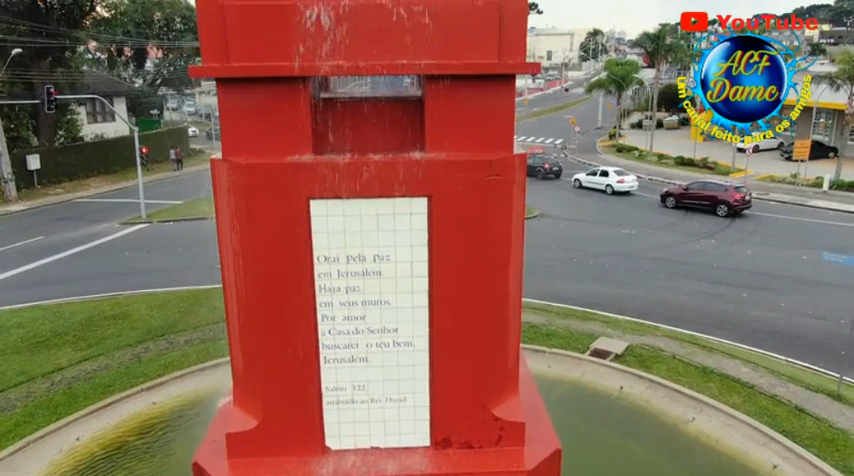 YouTube
ACF
Damc
um canal feito para os amigos
Orai pela paz
em Jerusalém.
Haja paz
em seus muros.
Por amor
à Casa do Senhor
buscarei o teu bem,
Jerusalém.
Salmo 122,
atribuído ao Rei David.